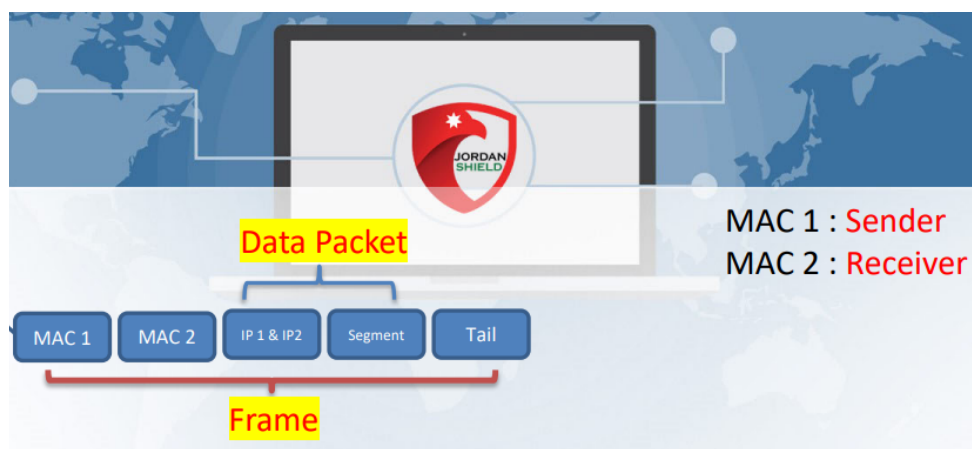 JORDAN
SHIELD
MAC 1 : Sender
MAC 2 : Receiver
Data Packet
MAC 1
MAC 2
IP 1 & IP2
Segment
Tail
Frame